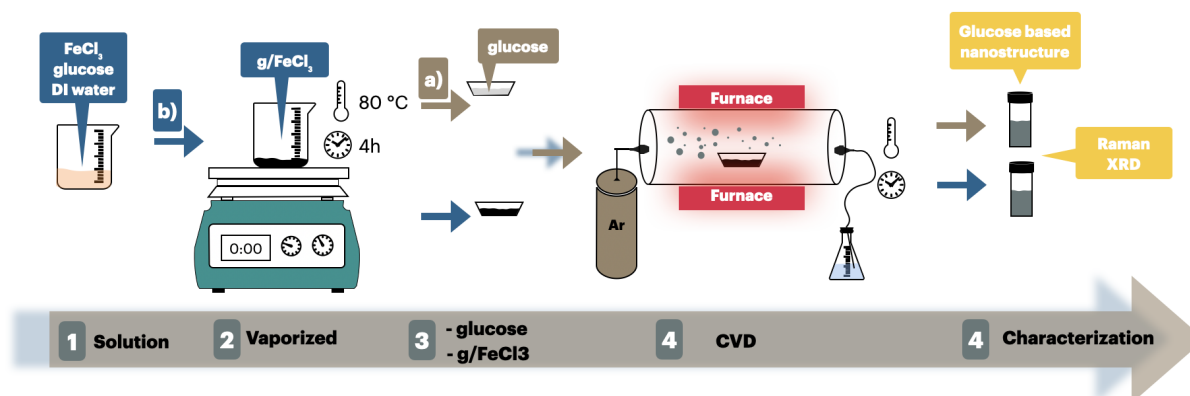 FeCl₃
glucose
DI water
b)
g/FeCl₃
80 °C
4h
0:00
a)
glucose
Furnace
Furnace
Ar
Glucose based
nanostructure
Raman
XRD
1 Solution
2 Vaporized
3 - glucose
- g/FeCl3
4 CVD
4 Characterization